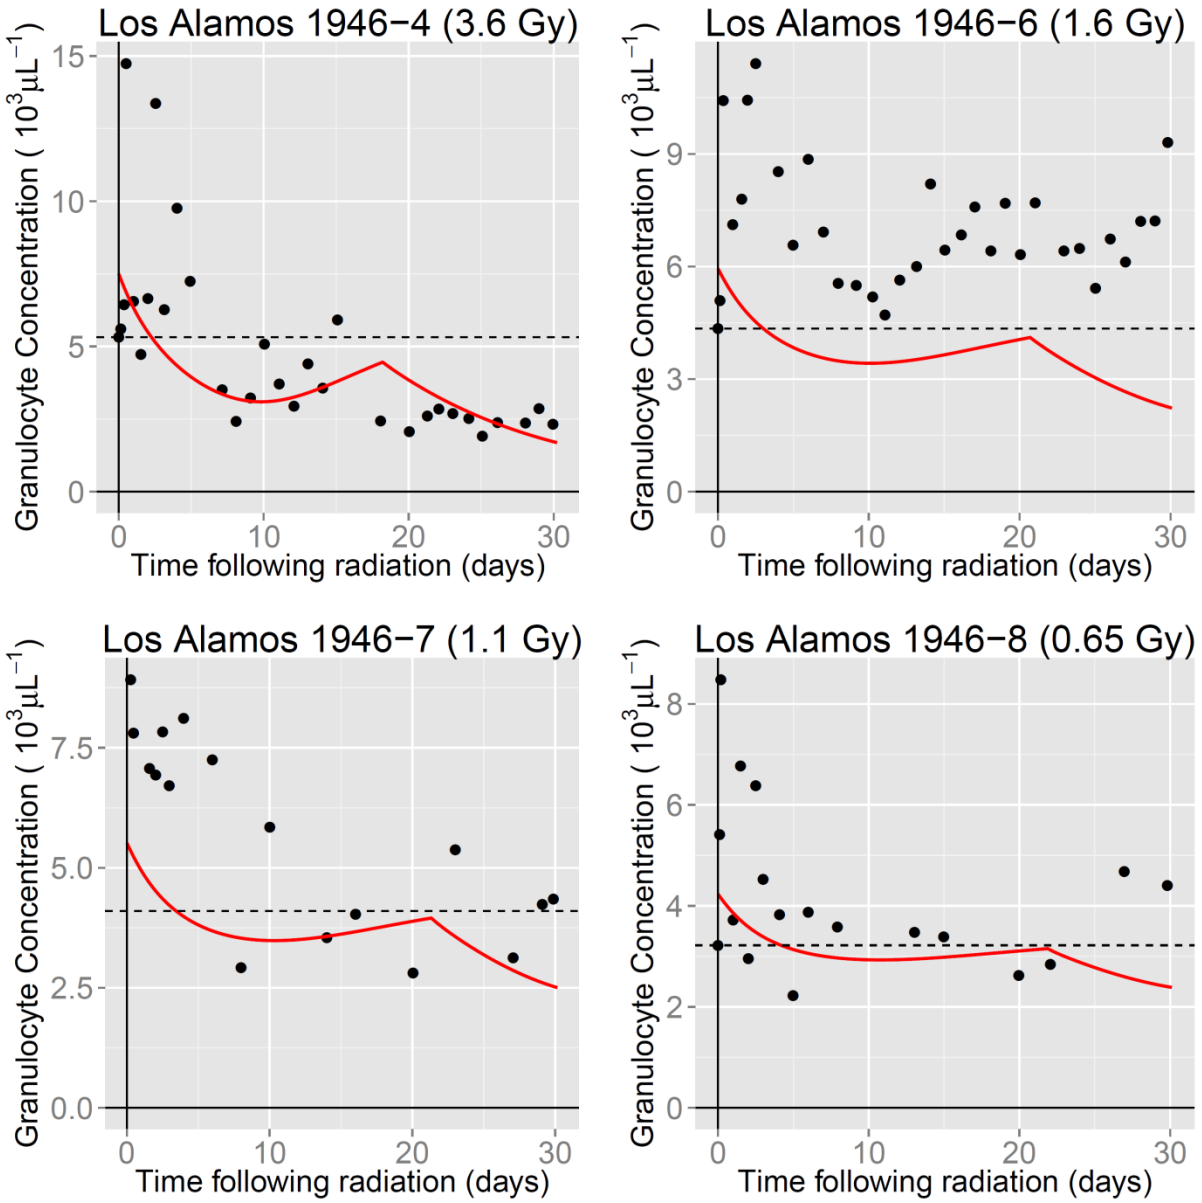 Los Alamos 1946−4 (3.6 Gy)
Granulocyte Concentration ( 10³μL⁻¹)
15
10
5
0
0 10 20 30
Time following radiation (days)
Los Alamos 1946−6 (1.6 Gy)
Granulocyte Concentration ( 10³μL⁻¹)
9
6
3
0
0 10 20 30
Time following radiation (days)
Los Alamos 1946−7 (1.1 Gy)
Granulocyte Concentration ( 10³μL⁻¹)
7.5
5.0
2.5
0.0
0 10 20 30
Time following radiation (days)
Los Alamos 1946−8 (0.65 Gy)
Granulocyte Concentration ( 10³μL⁻¹)
8
6
4
2
0
0 10 20 30
Time following radiation (days)